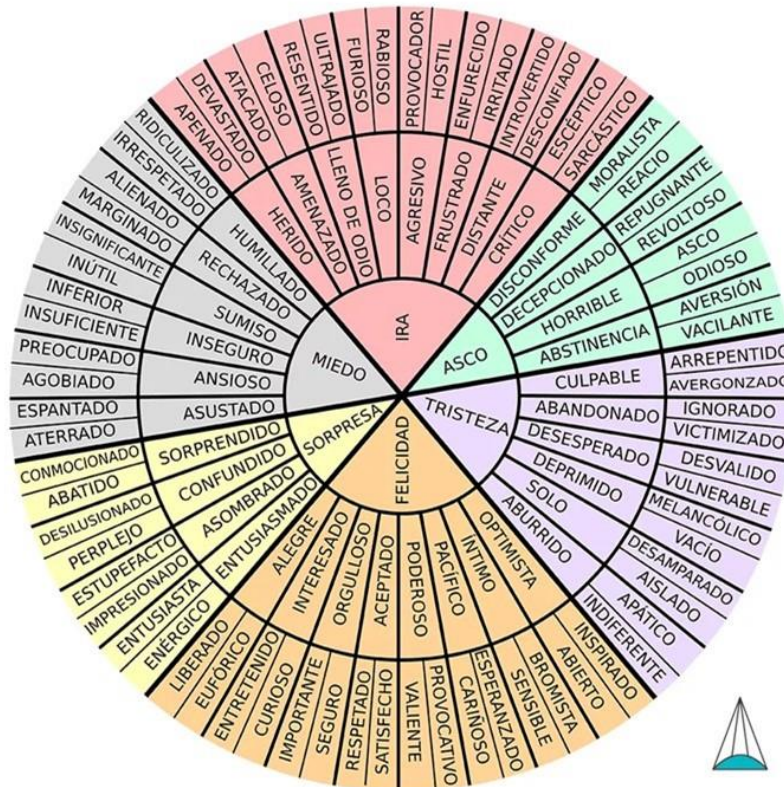 IRA
HERIDO
APENADO
DEVASTADO
AMENAZADO
ATACADO
CELOSO
LLENO DE ODIO
RESENTIDO
ULTRAJADO
LOCO
FURIOSO
RABIOSO
AGRESIVO
PROVOCADOR
HOSTIL
FRUSTRADO
ENFURECIDO
IRRITADO
DISTANTE
INTROVERTIDO
DESCONFIADO
CRÍTICO
ESCÉPTICO
SARCÁSTICO
ASCO
DISCONFORME
MORALISTA
REACIO
DECEPCIONADO
REPUGNANTE
REVOLTOSO
HORRIBLE
ASCO
ODIOSO
ABSTINENCIA
AVERSIÓN
VACILANTE
TRISTEZA
CULPABLE
ARREPENTIDO
AVERGONZADO
ABANDONADO
IGNORADO
VICTIMIZADO
DESESPERADO
DESVALIDO
VULNERABLE
DEPRIMIDO
MELANCÓLICO
VACÍO
SOLO
DESAMPARADO
AISLADO
ABURRIDO
APÁTICO
INDIFERENTE
FELICIDAD
OPTIMISTA
INSPIRADO
ABIERTO
ÍNTIMO
BROMISTA
SENSIBLE
PACÍFICO
ESPERANZADO
CARIÑOSO
PODEROSO
PROVOCATIVO
VALIENTE
ACEPTADO
SATISFECHO
RESPETADO
ORGULLOSO
SEGURO
IMPORTANTE
INTERESADO
CURIOSO
ENTRETENIDO
ALEGRE
EUFÓRICO
LIBERADO
SORPRESA
ENTUSIASMADO
ENÉRGICO
ENTUSIASTA
ASOMBRADO
IMPRESIONADO
ESTUPEFACTO
CONFUNDIDO
PERPLEJO
DESILUSIONADO
SORPRENDIDO
ABATIDO
CONMOCIONADO
MIEDO
ASUSTADO
ATERRADO
ESPANTADO
ANSIOSO
AGOBIADO
PREOCUPADO
INSEGURO
INSUFICIENTE
INFERIOR
SUMISO
INÚTIL
INSIGNIFICANTE
RECHAZADO
MARGINADO
ALIENADO
HUMILLADO
IRRESPETADO
RIDICULIZADO